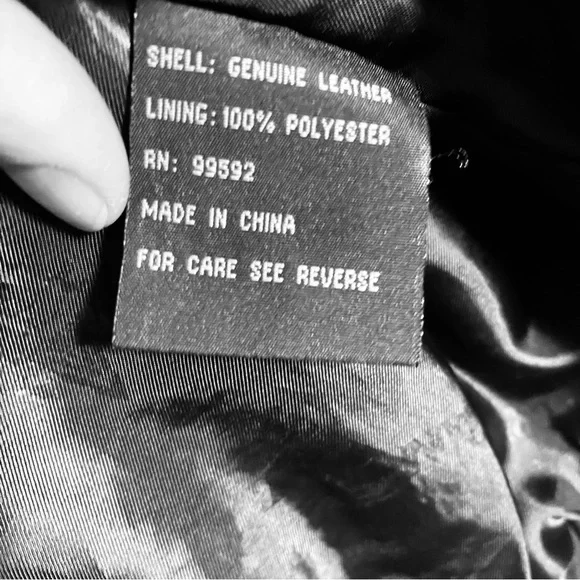 SHELL: GENUINE LEATHER
LINING: 100% POLYESTER
RN: 99592
MADE IN CHINA
FOR CARE SEE REVERSE